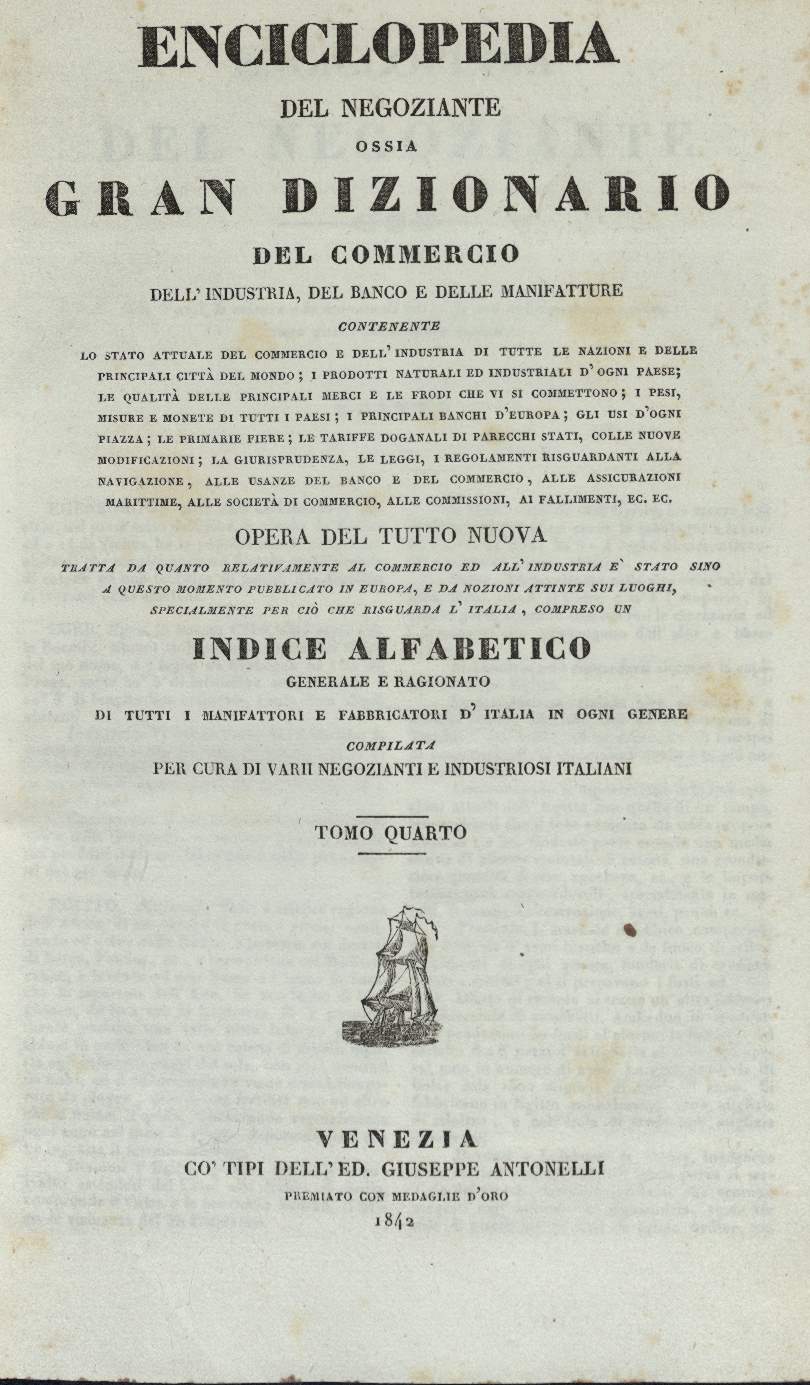 ENCICLOPEDIA
DEL NEGOZIANTE
OSSIA
GRAN DIZIONARIO
DEL COMMERCIO
DELL' INDUSTRIA, DEL BANCO E DELLE MANIFATTURE
CONTENENTE
LO STATO ATTUALE DEL COMMERCIO E DELL' INDUSTRIA DI TUTTE LE NAZIONI E DELLE
PRINCIPALI CITTÀ DEL MONDO ; I PRODOTTI NATURALI ED INDUSTRIALI D' OGNI PAESE;
LE QUALITÀ DELLE PRINCIPALI MERCI E LE FRODI CHE VI SI COMMETTONO ; I PESI,
MISURE E MONETE DI TUTTI I PAESI ; I PRINCIPALI BANCHI D'EUROPA ; GLI USI D'OGNI
PIAZZA ; LE PRIMARIE FIERE ; LE TARIFFE DOGANALI DI PARECCHI STATI, COLLE NUOVE
MODIFICAZIONI ; LA GIURISPRUDENZA, LE LEGGI, I REGOLAMENTI RISGUARDANTI ALLA
NAVIGAZIONE, ALLE USANZE DEL BANCO E DEL COMMERCIO, ALLE ASSICURAZIONI
MARITTIME, ALLE SOCIETÀ DI COMMERCIO, ALLE COMMISSIONI, AI FALLIMENTI, EC. EC.
OPERA DEL TUTTO NUOVA
TRATTA DA QUANTO RELATIVAMENTE AL COMMERCIO ED ALL' INDUSTRIA E` STATO SINO
A QUESTO MOMENTO PUBBLICATO IN EUROPA, E DA NOZIONI ATTINTE SUI LUOGHI,
SPECIALMENTE PER CIÒ CHE RISGUARDA L' ITALIA , COMPRESO UN
INDICE ALFABETICO
GENERALE E RAGIONATO
DI TUTTI I MANIFATTORI E FABBRICATORI D' ITALIA IN OGNI GENERE
COMPILATA
PER CURA DI VARII NEGOZIANTI E INDUSTRIOSI ITALIANI
TOMO QUARTO
VENEZIA
CO' TIPI DELL' ED. GIUSEPPE ANTONELLI
PREMIATO CON MEDAGLIE D'ORO
1842